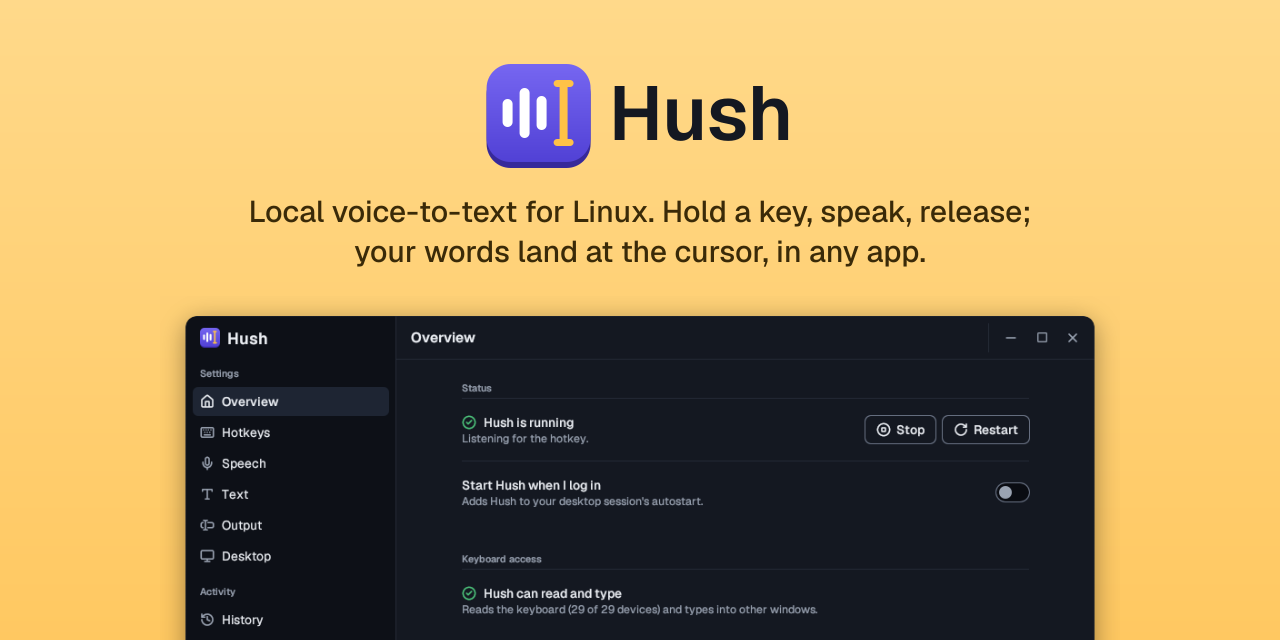 Hush
Local voice-to-text for Linux. Hold a key, speak, release;
your words land at the cursor, in any app.
Hush
Settings
Overview
Hotkeys
Speech
Text
Output
Desktop
Activity
History
Overview
Status
Hush is running
Listening for the hotkey.
Stop
Restart
Start Hush when I log in
Adds Hush to your desktop session's autostart.
Keyboard access
Hush can read and type
Reads the keyboard (29 of 29 devices) and types into other windows.